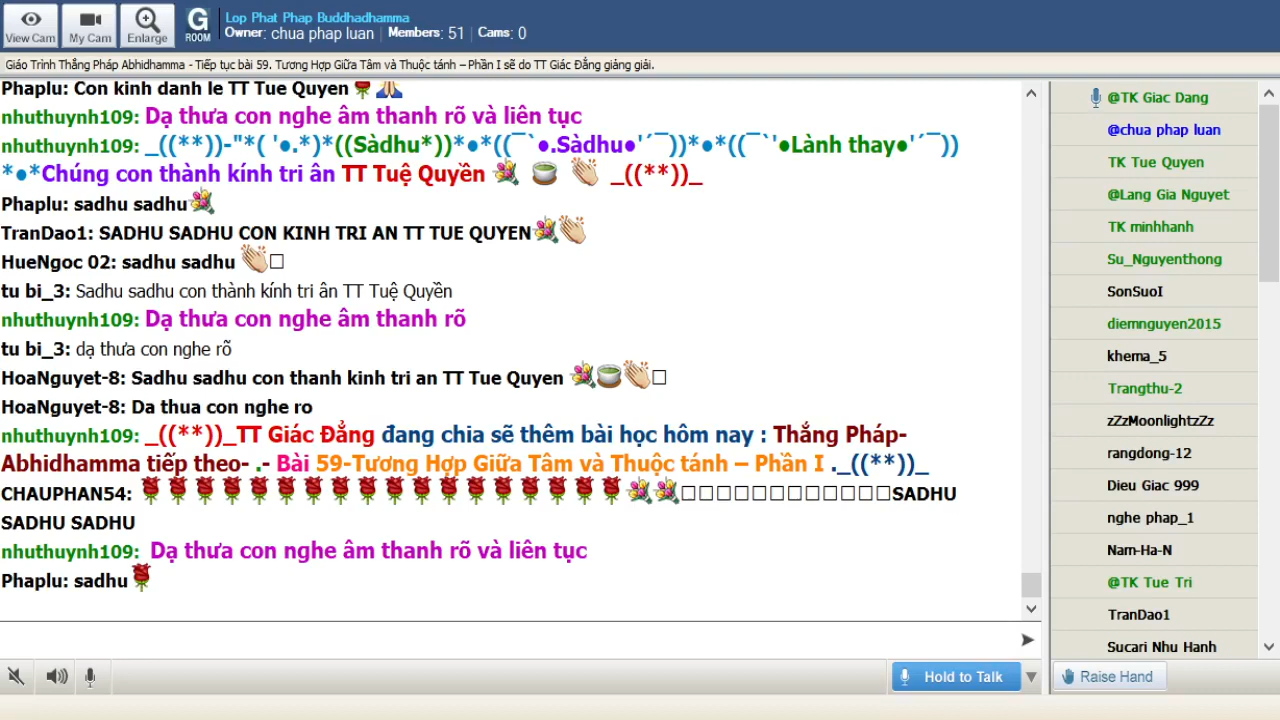 View Cam
My Cam
Enlarge
G
ROOM
Lop Phat Phap Buddhadhamma
Owner: chua phap luan | Members: 51 | Cams: 0
Giáo Trình Thắng Pháp Abhidhamma - Tiếp tục bài 59. Tương Hợp Giữa Tâm và Thuộc tánh – Phần I sẽ do TT Giác Đẳng giảng giải.
Phaplu: Con kinh danh le TT Tue Quyen🌹🙏
nhuthuynh109: Dạ thưa con nghe âm thanh rõ và liên tục
nhuthuynh109: _((**))-"*( '●.*)*((Sàdhu*))*●*((¯`●.Sàdhu●'´¯))*●*((¯`'●Lành thay●'´¯))
*●*Chúng con thành kính tri ân TT Tuệ Quyền 💐 🍵 👏 _((**))_
Phaplu: sadhu sadhu💐
TranDao1: SADHU SADHU CON KINH TRI AN TT TUE QUYEN💐👏
HueNgoc 02: sadhu sadhu 👏□
tu bi_3: Sadhu sadhu con thành kính tri ân TT Tuệ Quyền
nhuthuynh109: Dạ thưa con nghe âm thanh rõ
tu bi_3: dạ thưa con nghe rõ
HoaNguyet-8: Sadhu sadhu con thanh kinh tri an TT Tue Quyen 💐🍵👏□
HoaNguyet-8: Da thua con nghe ro
nhuthuynh109: _((**))_TT Giác Đẳng đang chia sẽ thêm bài học hôm nay : Thắng Pháp-
Abhidhamma tiếp theo- .- Bài 59-Tương Hợp Giữa Tâm và Thuộc tánh – Phần I ._((**))_
CHAUPHAN54: 🌹🌹🌹🌹🌹🌹🌹🌹🌹🌹🌹🌹🌹🌹🌹🌹🌹🌹💐💐□□□□□□□□□□□□SADHU
SADHU SADHU
nhuthuynh109: Dạ thưa con nghe âm thanh rõ và liên tục
Phaplu: sadhu🌹
@TK Giac Dang
@chua phap luan
TK Tue Quyen
@Lang Gia Nguyet
TK minhhanh
Su_Nguyenthong
SonSuoI
diemnguyen2015
khema_5
Trangthu-2
zZzMoonlightzZz
rangdong-12
Dieu Giac 999
nghe phap_1
Nam-Ha-N
@TK Tue Tri
TranDao1
Sucari Nhu Hanh
Hold to Talk
Raise Hand